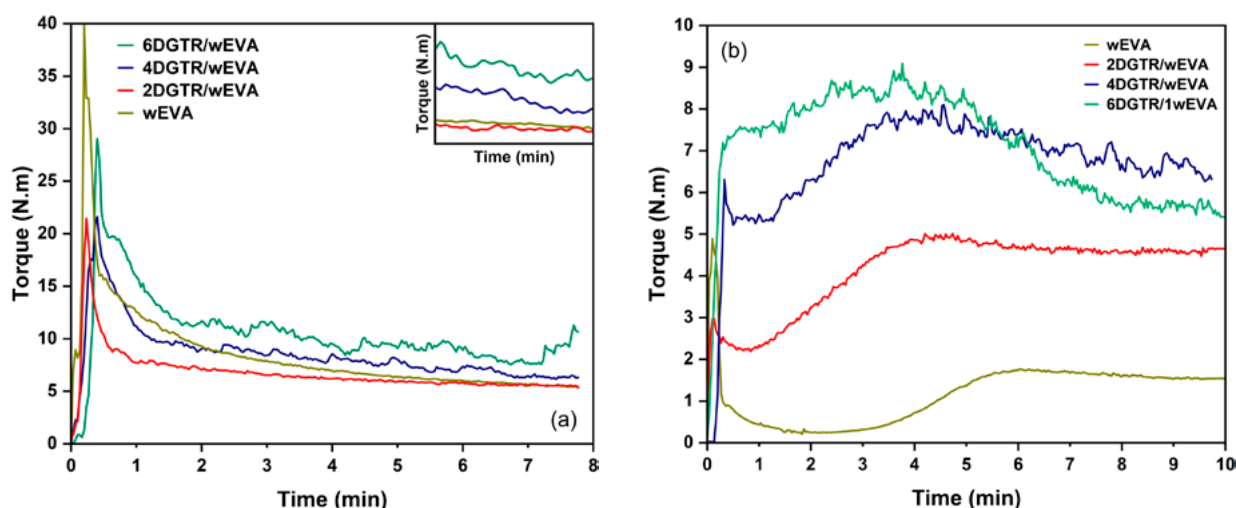 40
35
30
25
20
15
10
5
0
Torque (N.m)
6DGTR/wEVA
4DGTR/wEVA
2DGTR/wEVA
wEVA
Torque (N.m)
Time (min)
(a)
0 1 2 3 4 5 6 7 8
Time (min)
10
9
8
7
6
5
4
3
2
1
0
Torque (N.m)
(b)
wEVA
2DGTR/wEVA
4DGTR/wEVA
6DGTR/1wEVA
0 1 2 3 4 5 6 7 8 9 10
Time (min)